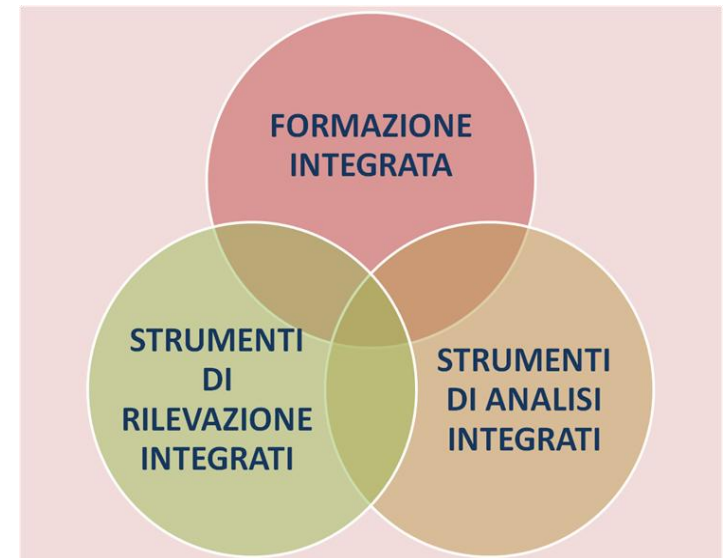 FORMAZIONE
INTEGRATA
STRUMENTI
DI
RILEVAZIONE
INTEGRATI
STRUMENTI
DI ANALISI
INTEGRATI